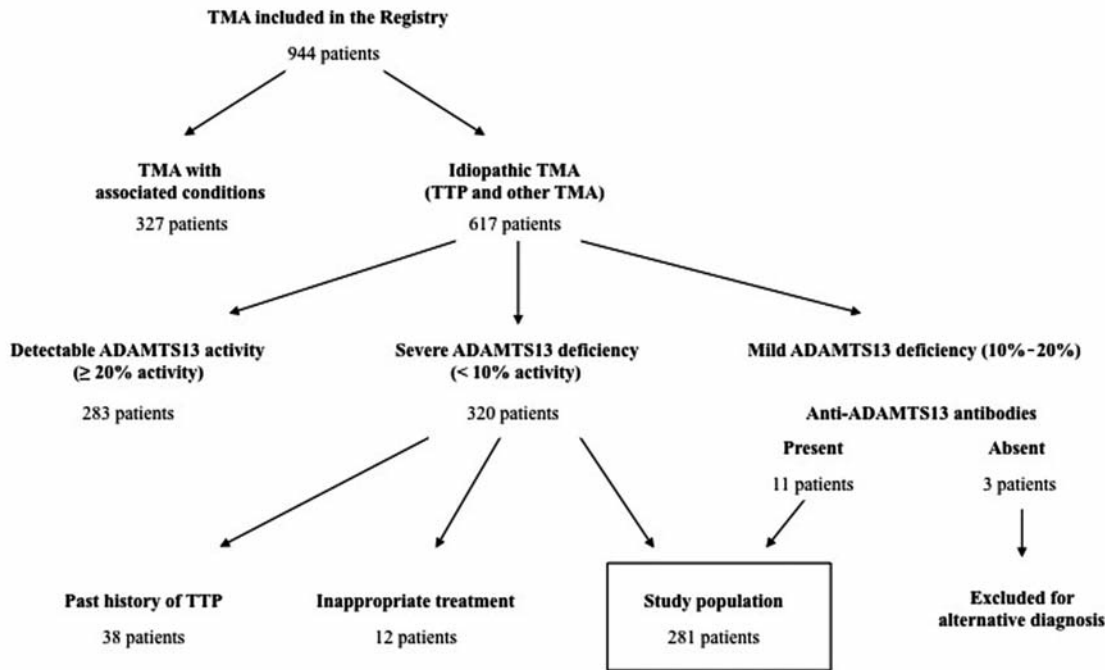 TMA included in the Registry
944 patients
TMA with
associated conditions
327 patients
Idiopathic TMA
(TTP and other TMA)
617 patients
Detectable ADAMTS13 activity
(≥ 20% activity)
283 patients
Severe ADAMTS13 deficiency
(< 10% activity)
320 patients
Mild ADAMTS13 deficiency (10%-20%)
Anti-ADAMTS13 antibodies
Present
11 patients
Absent
3 patients
Past history of TTP
38 patients
Inappropriate treatment
12 patients
Study population
281 patients
Excluded for
alternative diagnosis